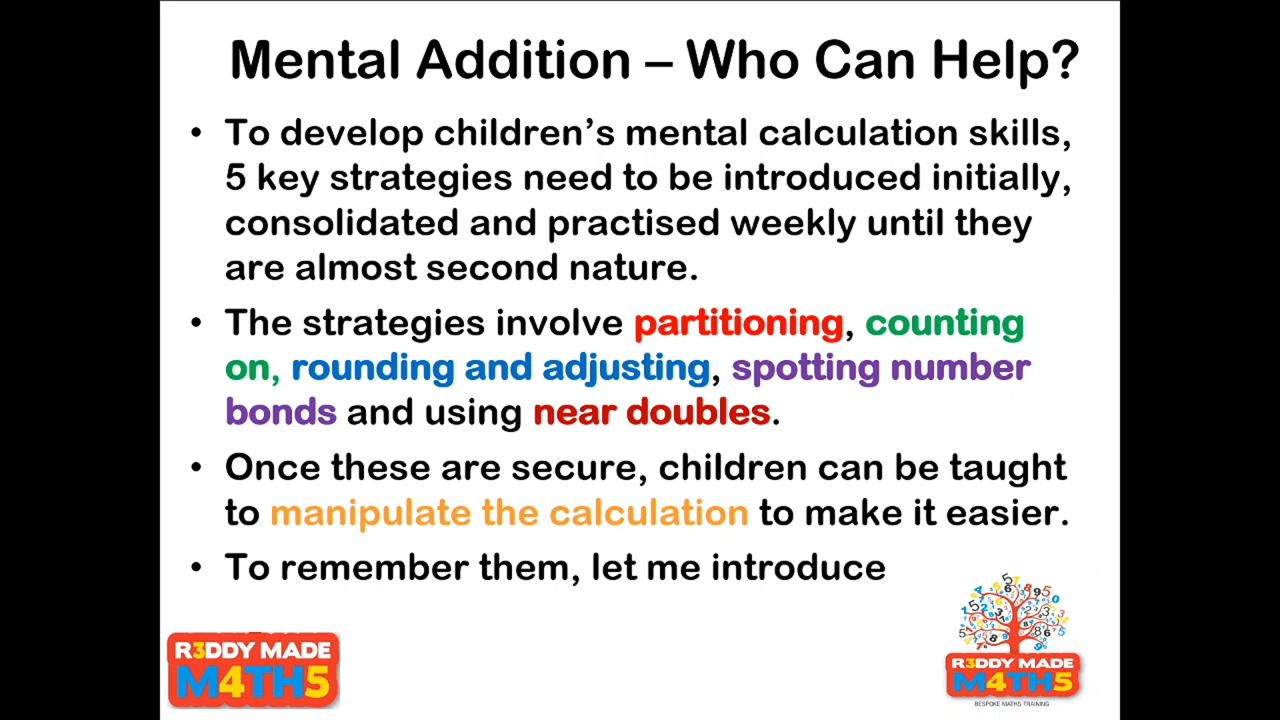 Mental Addition – Who Can Help?
• To develop children’s mental calculation skills,
5 key strategies need to be introduced initially,
consolidated and practised weekly until they
are almost second nature.
• The strategies involve partitioning, counting
on, rounding and adjusting, spotting number
bonds and using near doubles.
• Once these are secure, children can be taught
to manipulate the calculation to make it easier.
• To remember them, let me introduce
R3DDY MADE
M4TH5
R3DDY MADE
M4TH5
BESPOKE MATHS TRAINING